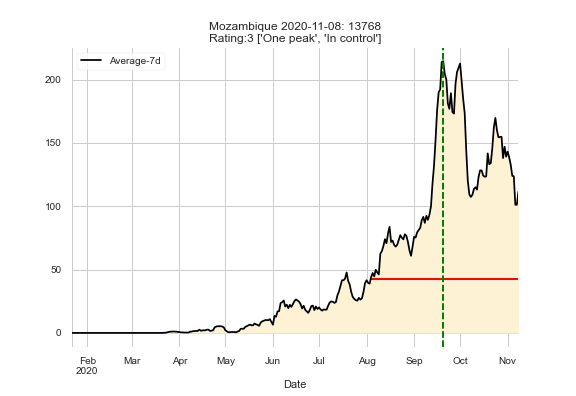 Mozambique 2020-11-08: 13768
Rating:3 ['One peak', 'In control']
Average-7d
200
150
100
50
0
Feb Mar Apr May Jun Jul Aug Sep Oct Nov
2020
Date